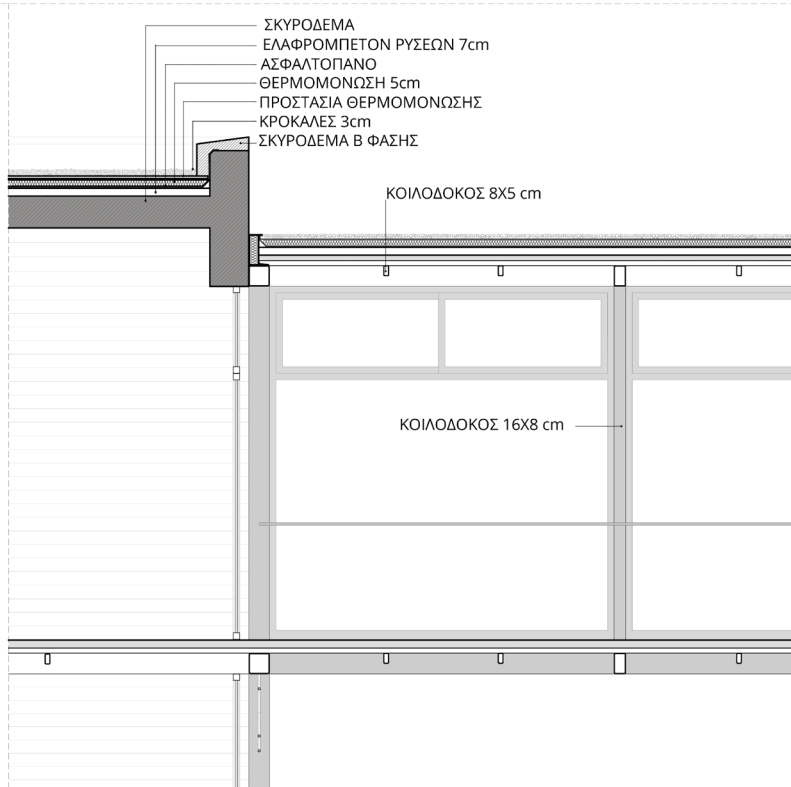 ΣΚΥΡΟΔΕΜΑ
ΕΛΑΦΡΟΜΠΕΤΟΝ ΡΥΣΕΩΝ 7cm
ΑΣΦΑΛΤΟΠΑΝΟ
ΘΕΡΜΟΜΟΝΩΣΗ 5cm
ΠΡΟΣΤΑΣΙΑ ΘΕΡΜΟΜΟΝΩΣΗΣ
ΚΡΟΚΑΛΕΣ 3cm
ΣΚΥΡΟΔΕΜΑ Β ΦΑΣΗΣ
ΚΟΙΛΟΔΟΚΟΣ 8Χ5 cm
ΚΟΙΛΟΔΟΚΟΣ 16Χ8 cm